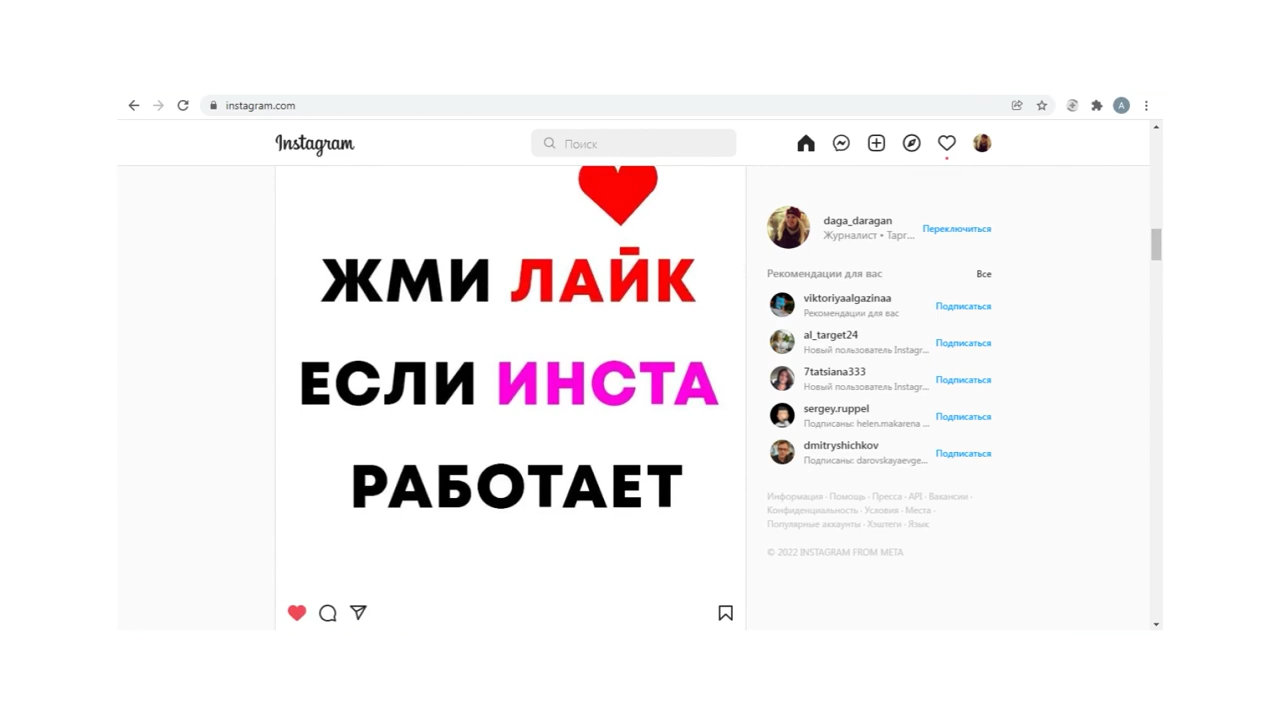 instagram.com
A
Instagram
Поиск
ЖМИ ЛАЙК
ЕСЛИ ИНСТА
РАБОТАЕТ
daga_daragan
Журналист • Тарг...
Переключиться
Рекомендации для вас
Все
viktoriyaalgazinaa
Рекомендации для вас
Подписаться
al_target24
Новый пользователь Instagr...
Подписаться
7tatsiana333
Новый пользователь Instagr...
Подписаться
sergey.ruppel
Подписаны: helen.makarena ...
Подписаться
dmitryshichkov
Подписаны: darovskayaevge...
Подписаться
Информация · Помощь · Пресса · API · Вакансии ·
Конфиденциальность · Условия · Места ·
Популярные аккаунты · Хэштеги · Язык
© 2022 INSTAGRAM FROM META